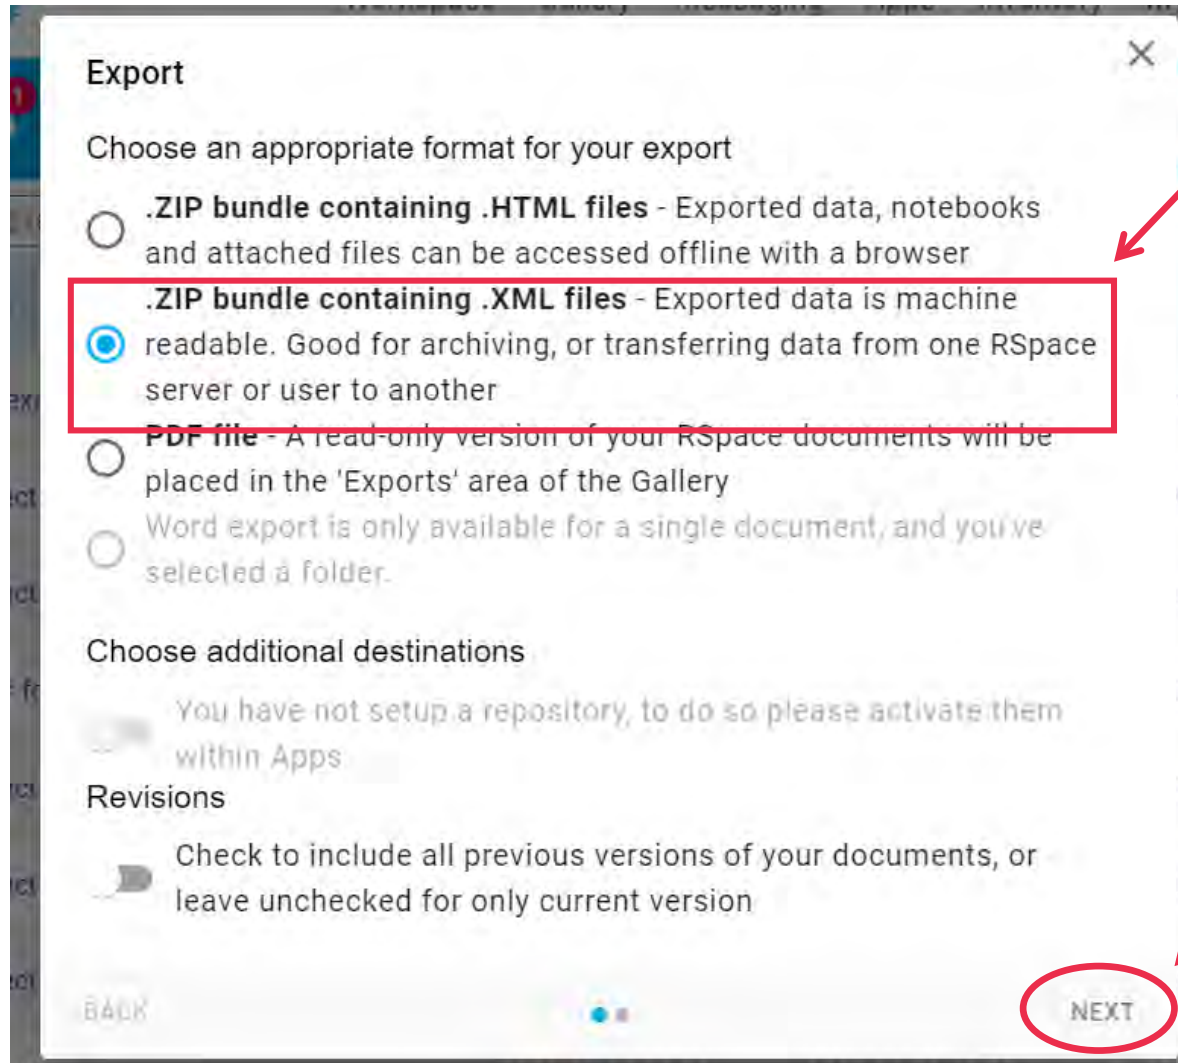 Workspace Gallery Messaging Apps Inventory
Export
Choose an appropriate format for your export
.ZIP bundle containing .HTML files - Exported data, notebooks
and attached files can be accessed offline with a browser
.ZIP bundle containing .XML files - Exported data is machine
readable. Good for archiving, or transferring data from one RSpace
server or user to another
PDF file - A read-only version of your RSpace documents will be
placed in the 'Exports' area of the Gallery
Word export is only available for a single document, and you've
selected a folder.
Choose additional destinations
You have not setup a repository, to do so please activate them
within Apps
Revisions
Check to include all previous versions of your documents, or
leave unchecked for only current version
BACK
NEXT